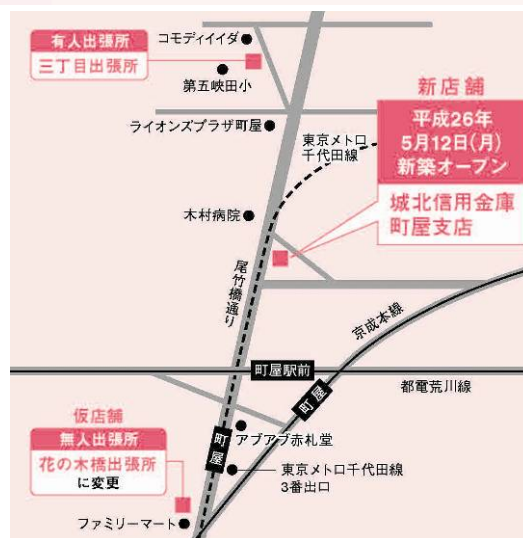 有人出張所
三丁目出張所
コモディイイダ
第五峡田小
ライオンズプラザ町屋
東京メトロ
千代田線
新店舗
平成26年
5月12日(月)
新築オープン
城北信用金庫
町屋支店
木村病院
尾竹橋通り
京成本線
町屋駅前
都電荒川線
町屋
仮店舗
無人出張所
花の木橋出張所
に変更
アブアブ赤札堂
町屋
東京メトロ千代田線
3番出口
ファミリーマート